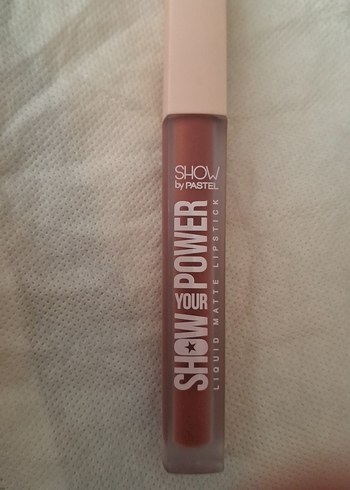 SHOW
by PASTEL
SHOW YOUR POWER
LIQUID MATTE LIPSTICK